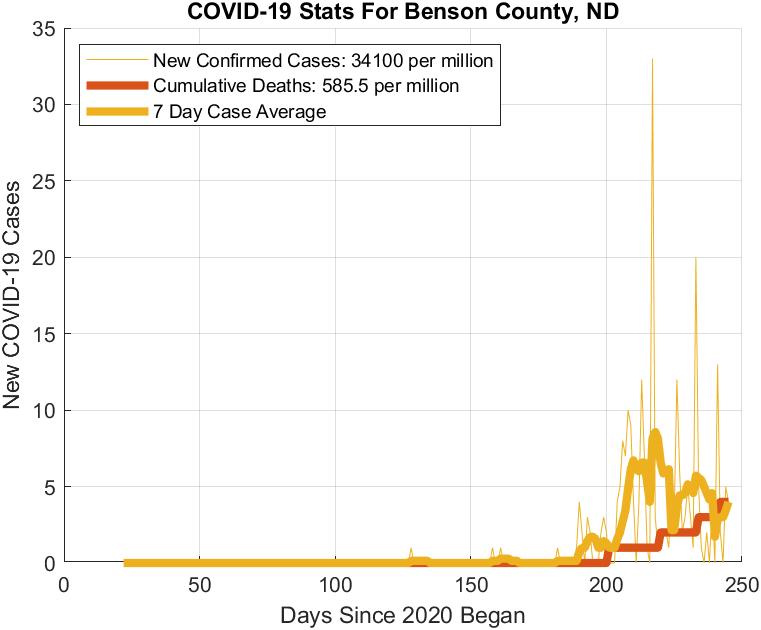 COVID-19 Stats For Benson County, ND
New Confirmed Cases: 34100 per million
Cumulative Deaths: 585.5 per million
7 Day Case Average
New COVID-19 Cases
35
30
25
20
15
10
5
0
0 50 100 150 200 250
Days Since 2020 Began